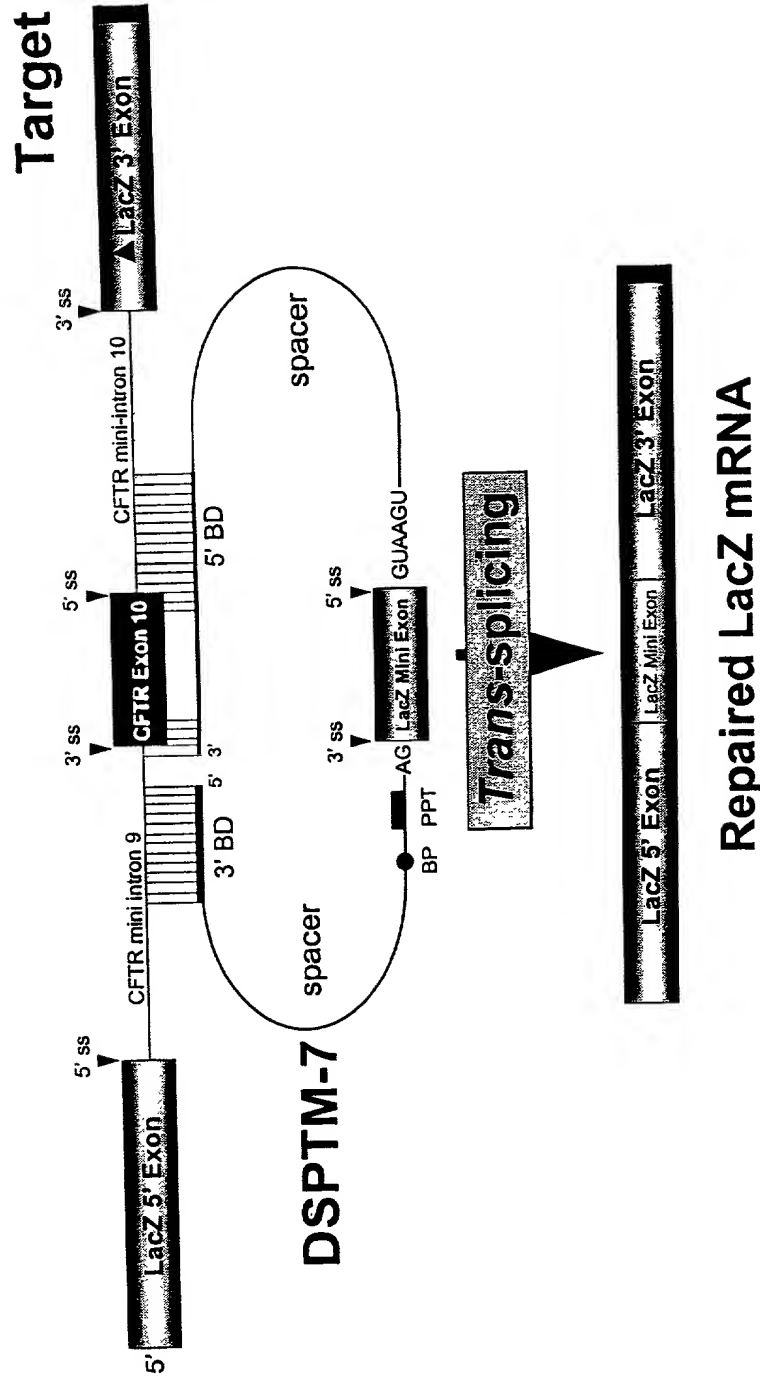 Target
3' ss
5' ss
3' ss
5' ss
5'
LacZ 5' Exon
CFTR mini intron 9
CFTR Exon 10
CFTR mini-intron 10
LacZ 3' Exon
5'
3'
3' BD
5' BD
DSPTM-7
spacer
spacer
3' ss
5' ss
BP
PPT
AG
LacZ Mini Exon
GUAAGU
Trans-splicing
LacZ 5' Exon
LacZ Mini Exon
LacZ 3' Exon
Repaired LacZ mRNA